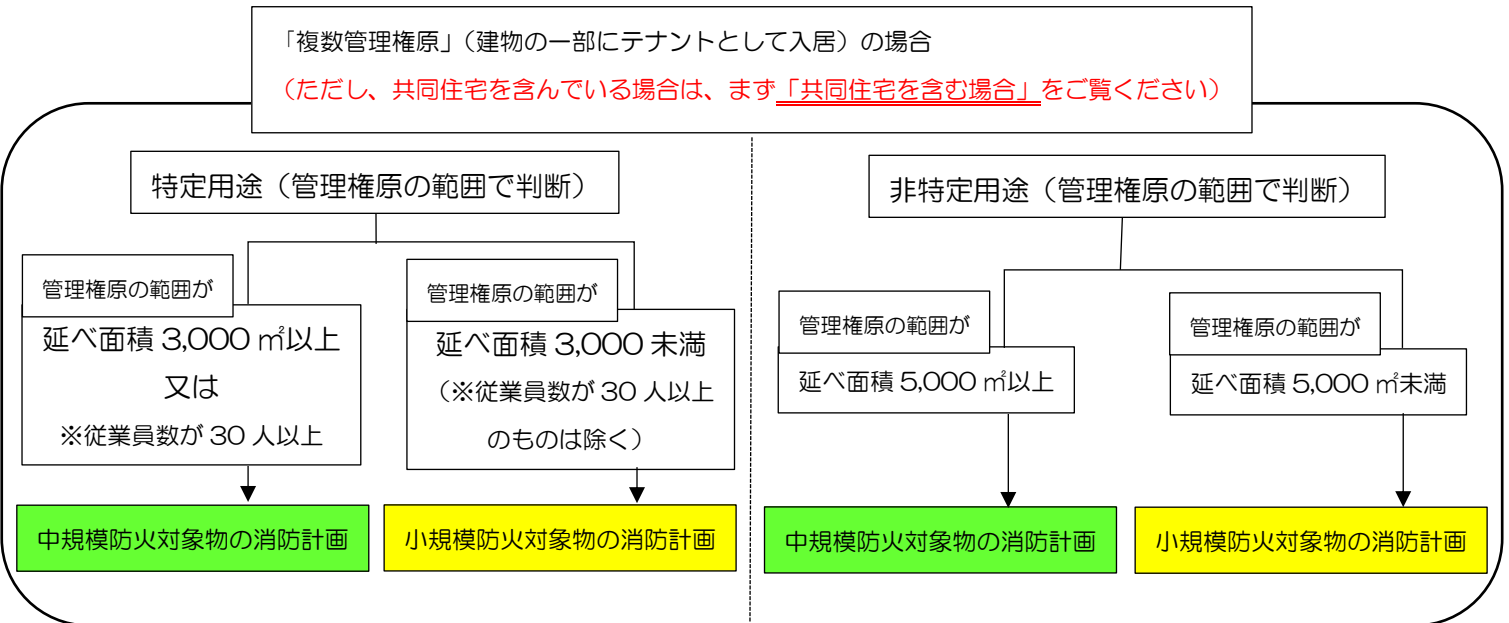 「複数管理権原」（建物の一部にテナントとして入居）の場合
（ただし、共同住宅を含んでいる場合は、まず「共同住宅を含む場合」をご覧ください）
特定用途（管理権原の範囲で判断）
管理権原の範囲が
延べ面積 3,000 ㎡以上
又は
※従業員数が 30 人以上
中規模防火対象物の消防計画
管理権原の範囲が
延べ面積 3,000 未満
（※従業員数が 30 人以上
のものは除く）
小規模防火対象物の消防計画
非特定用途（管理権原の範囲で判断）
管理権原の範囲が
延べ面積 5,000 ㎡以上
中規模防火対象物の消防計画
管理権原の範囲が
延べ面積 5,000 ㎡未満
小規模防火対象物の消防計画